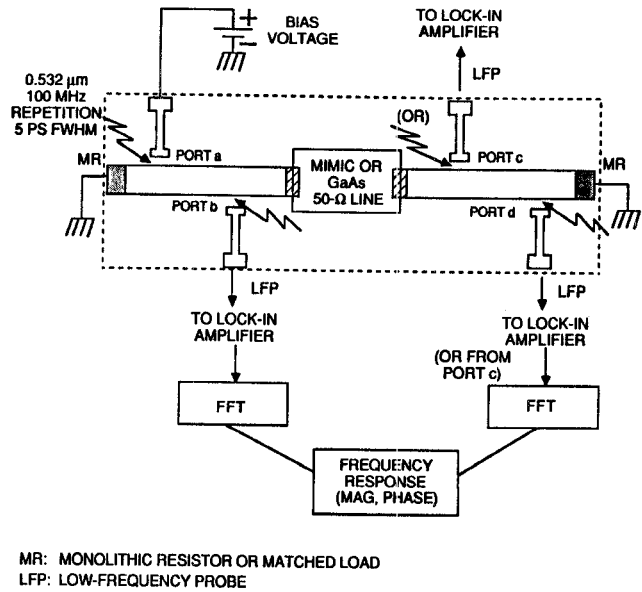 BIAS
VOLTAGE
+
−
TO LOCK-IN
AMPLIFIER
LFP
0.532 µm
100 MHz
REPETITION
5 PS FWHM
(OR)
MR
PORT a
MIMIC OR
GaAs
50-Ω LINE
PORT c
MR
PORT b
PORT d
LFP
LFP
TO LOCK-IN
AMPLIFIER
TO LOCK-IN
AMPLIFIER
(OR FROM
PORT c)
FFT
FFT
FREQUENCY
RESPONSE
(MAG, PHASE)
MR: MONOLITHIC RESISTOR OR MATCHED LOAD
LFP: LOW-FREQUENCY PROBE